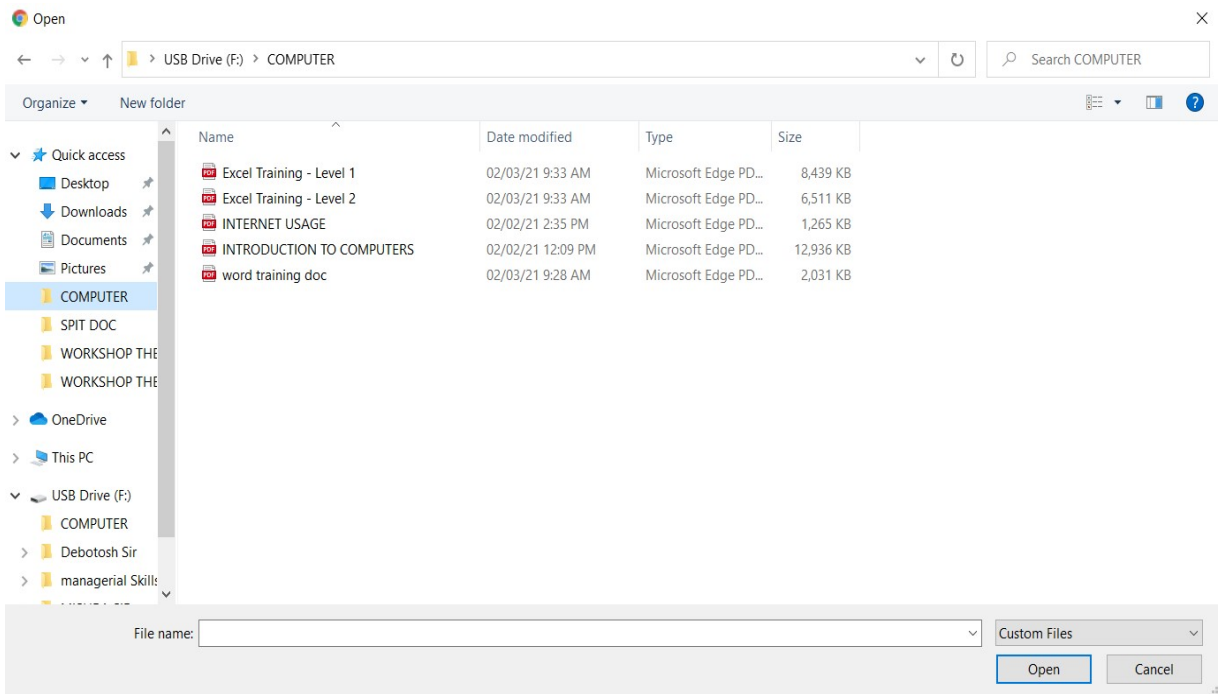 Open
USB Drive (F:) > COMPUTER
Search COMPUTER
Organize
New folder
Name Date modified Type Size
Quick access
Desktop
Downloads
Documents
Pictures
COMPUTER
SPIT DOC
WORKSHOP THE
WORKSHOP THE
OneDrive
This PC
USB Drive (F:)
COMPUTER
Debotosh Sir
managerial Skills
Excel Training - Level 1 02/03/21 9:33 AM Microsoft Edge PD... 8,439 KB
Excel Training - Level 2 02/03/21 9:33 AM Microsoft Edge PD... 6,511 KB
INTERNET USAGE 02/02/21 2:35 PM Microsoft Edge PD... 1,265 KB
INTRODUCTION TO COMPUTERS 02/02/21 12:09 PM Microsoft Edge PD... 12,936 KB
word training doc 02/03/21 9:28 AM Microsoft Edge PD... 2,031 KB
File name:
Custom Files
Open
Cancel